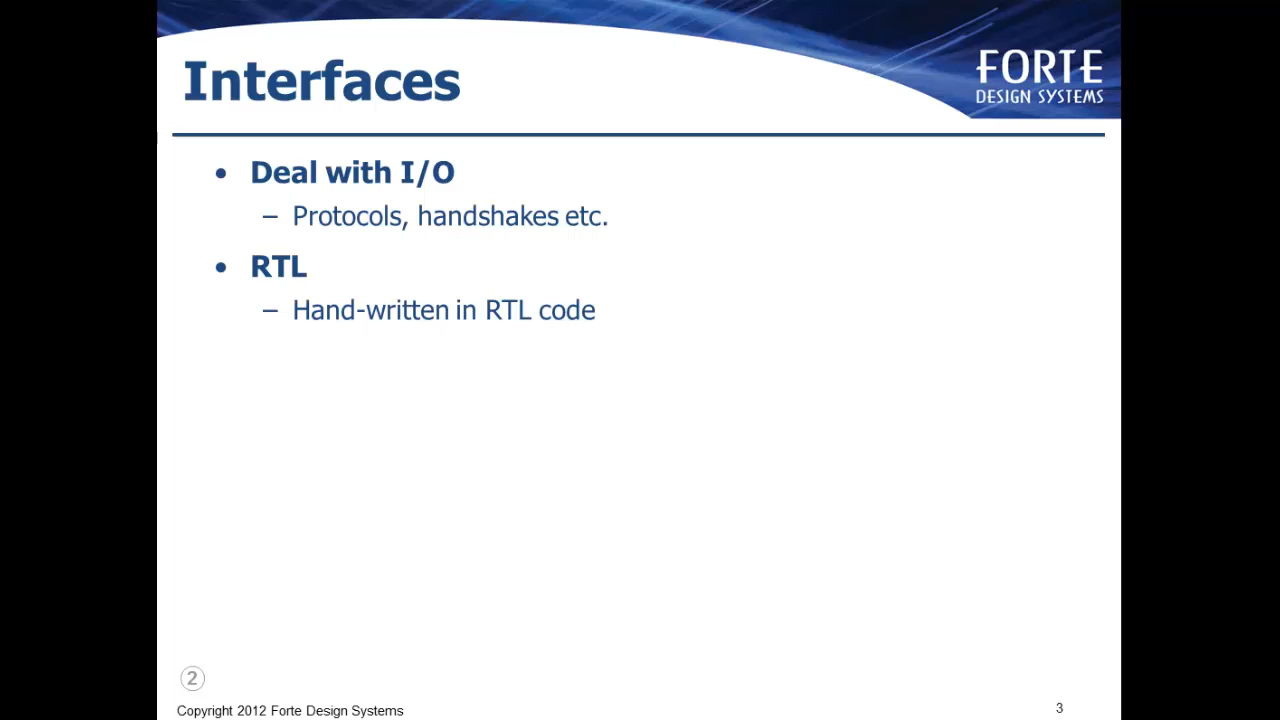 Interfaces
FORTE
DESIGN SYSTEMS
• Deal with I/O
– Protocols, handshakes etc.
• RTL
– Hand-written in RTL code
2
Copyright 2012 Forte Design Systems
3